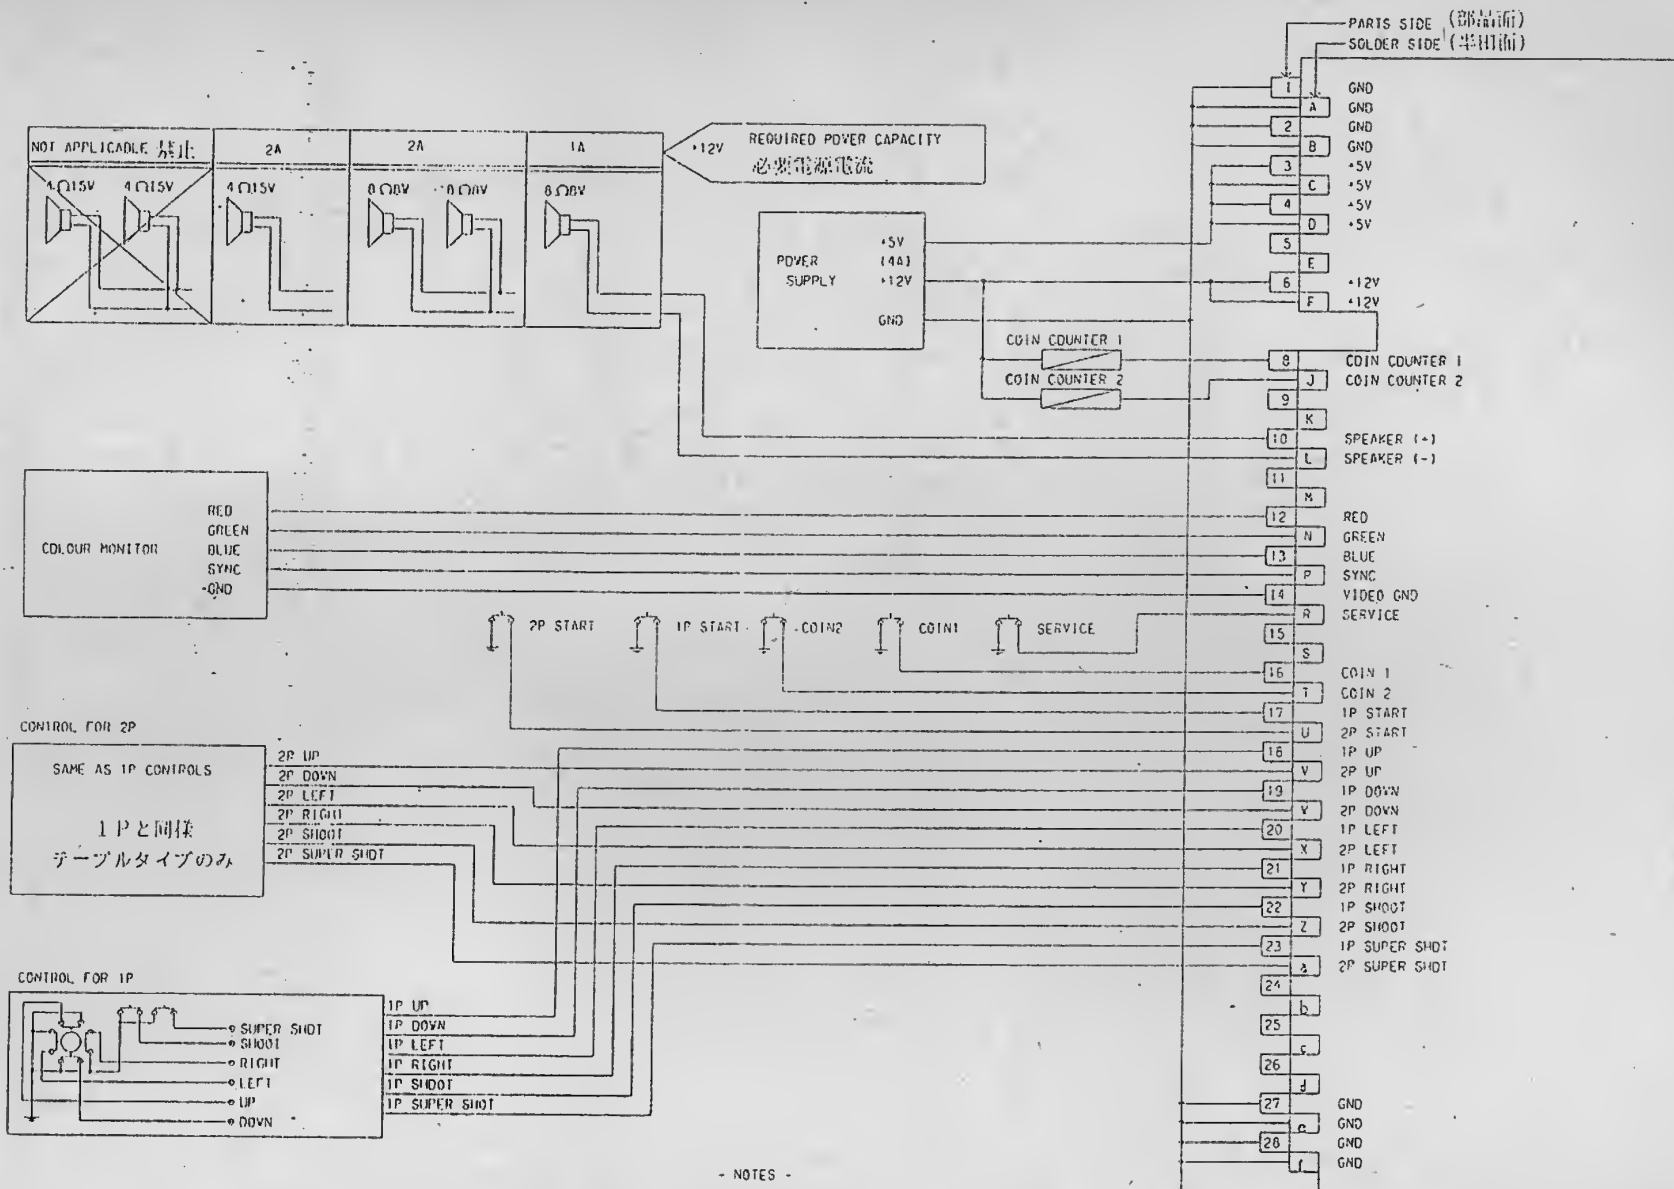 PARTS SIDE (部品面)
SOLDER SIDE (半田面)
NOT APPLICABLE 禁止
2A
2A
1A
+12V REQUIRED POWER CAPACITY
必要電源電流
4Ω15V 4Ω15V
4Ω15V
8Ω8V 8Ω8V
8Ω8V
POWER SUPPLY
+5V
(4A)
+12V
GND
COIN COUNTER 1
COIN COUNTER 2
COLOUR MONITOR
RED
GREEN
BLUE
SYNC
GND
2P START
1P START
COIN2
COIN1
SERVICE
CONTROL FOR 2P
SAME AS 1P CONTROLS
1Pと同様
テーブルタイプのみ
2P UP
2P DOWN
2P LEFT
2P RIGHT
2P SHOOT
2P SUPER SHOT
CONTROL FOR 1P
SUPER SHOT
SHOOT
RIGHT
LEFT
UP
DOWN
1P UP
1P DOWN
1P LEFT
1P RIGHT
1P SHOOT
1P SUPER SHOT
1 GND
A GND
2 GND
B GND
3 +5V
C +5V
4 +5V
D +5V
5
E
6 +12V
F +12V
8 COIN COUNTER 1
J COIN COUNTER 2
9
K
10 SPEAKER (+)
L SPEAKER (-)
11
M
12 RED
N GREEN
13 BLUE
P SYNC
14 VIDEO GND
R SERVICE
15
S
16 COIN 1
T COIN 2
17 1P START
U 2P START
18 1P UP
V 2P UP
19 1P DOWN
W 2P DOWN
20 1P LEFT
X 2P LEFT
21 1P RIGHT
Y 2P RIGHT
22 1P SHOOT
Z 2P SHOOT
23 1P SUPER SHOT
a 2P SUPER SHOT
24
b
25
c
26
d
27 GND
e GND
28 GND
f GND
- NOTES -